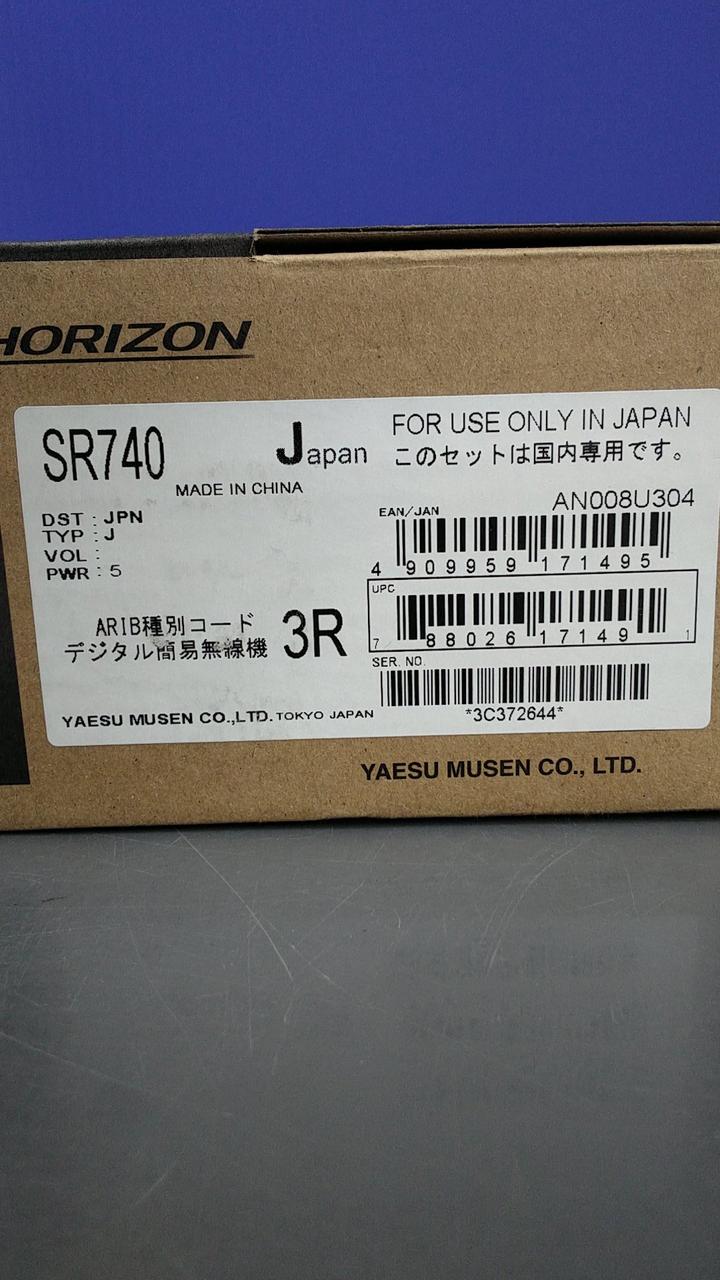 HORIZON
SR740
Japan
FOR USE ONLY IN JAPAN
このセットは国内専用です。
MADE IN CHINA
AN008U304
DST : JPN
TYP : J
VOL :
PWR : 5
EAN/JAN
4 909959 171495
UPC
7 88026 17149 1
ARIB種別コード
デジタル簡易無線機
3R
SER. NO.
*3C372644*
YAESU MUSEN CO.,LTD. TOKYO JAPAN
YAESU MUSEN CO., LTD.